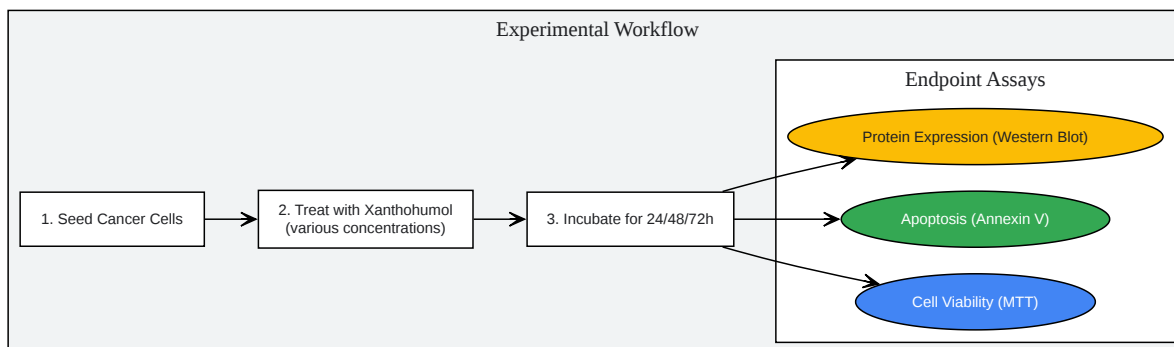 Experimental Workflow
Endpoint Assays
Protein Expression (Western Blot)
1. Seed Cancer Cells
2. Treat with Xanthohumol
(various concentrations)
3. Incubate for 24/48/72h
Apoptosis (Annexin V)
Cell Viability (MTT)